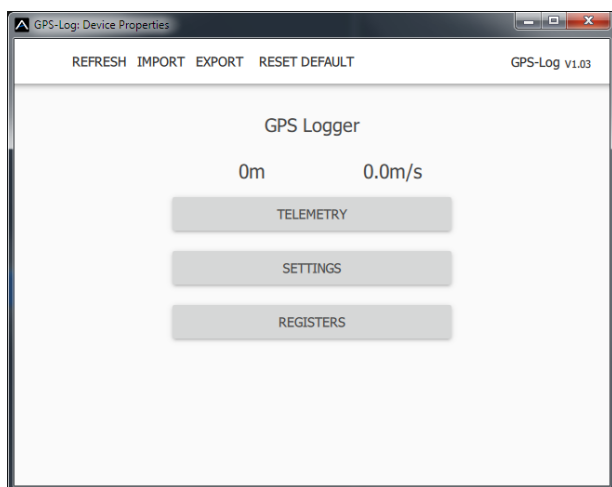 GPS-Log: Device Properties
REFRESH IMPORT EXPORT RESET DEFAULT GPS-Log V1.03
GPS Logger
0m 0.0m/s
TELEMETRY
SETTINGS
REGISTERS